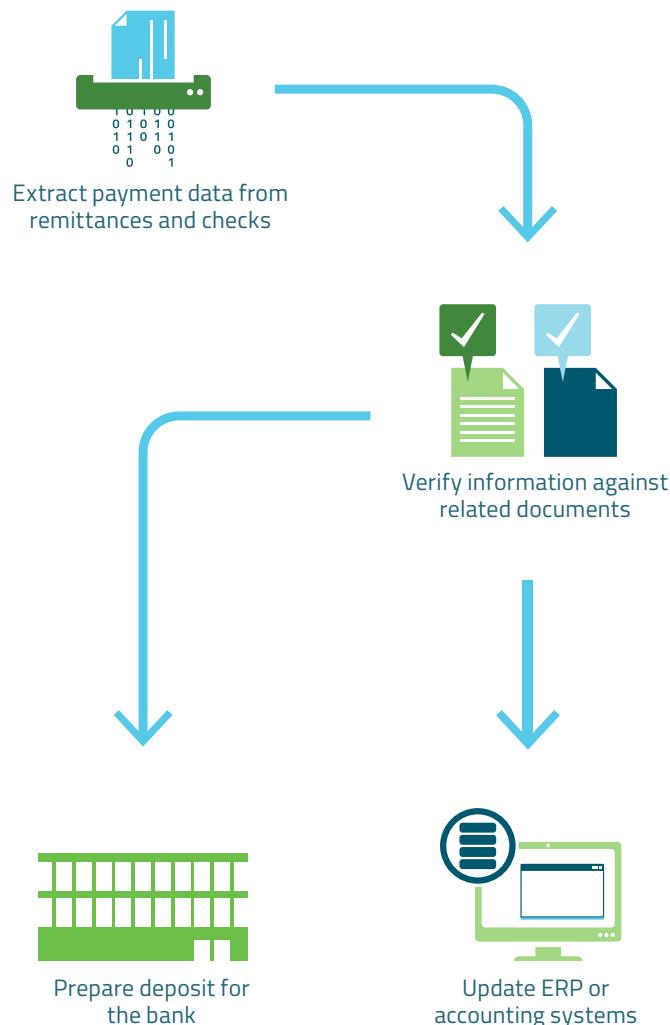 Extract payment data from
remittances and checks
Verify information against
related documents
Prepare deposit for
the bank
Update ERP or
accounting systems